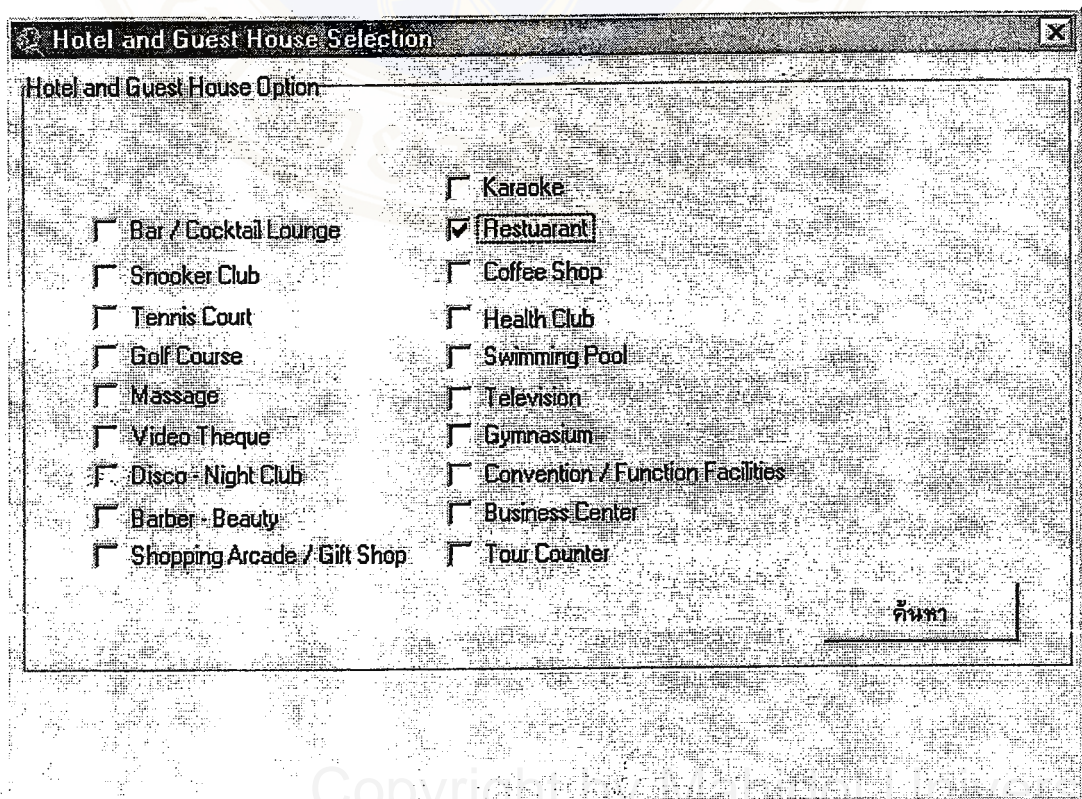 Hotel and Guest House Selection
Hotel and Guest House Option
Karaoke
Bar / Cocktail Lounge
Restuarant
Snooker Club
Coffee Shop
Tennis Court
Health Club
Golf Course
Swimming Pool
Massage
Television
Video Theque
Gymnasium
Disco - Night Club
Convention / Function Facilities
Barber - Beauty
Business Center
Shopping Arcade / Gift Shop
Tour Counter
ค้นหา
Copyright by